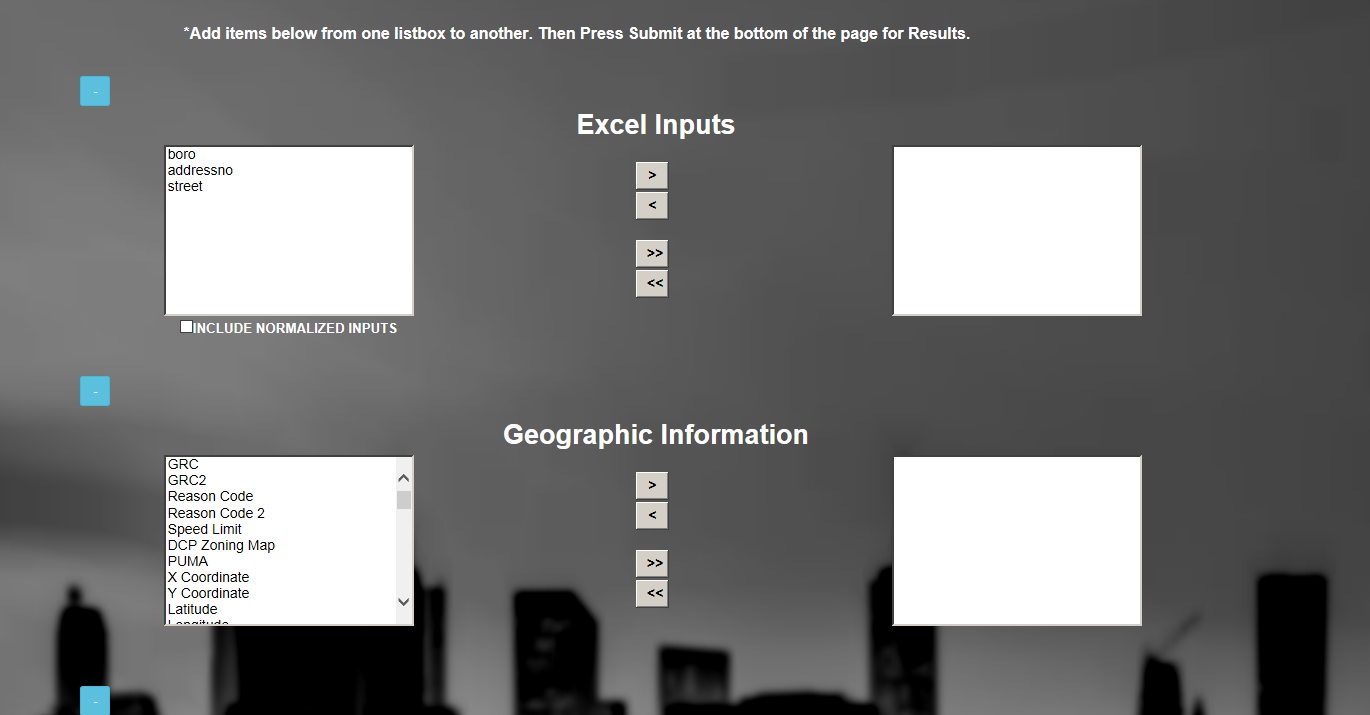 *Add items below from one listbox to another. Then Press Submit at the bottom of the page for Results.
-
Excel Inputs
boro
addressno
street
>
<
>>
<<
INCLUDE NORMALIZED INPUTS
-
Geographic Information
GRC
GRC2
Reason Code
Reason Code 2
Speed Limit
DCP Zoning Map
PUMA
X Coordinate
Y Coordinate
Latitude
Longitude
>
<
>>
<<
-